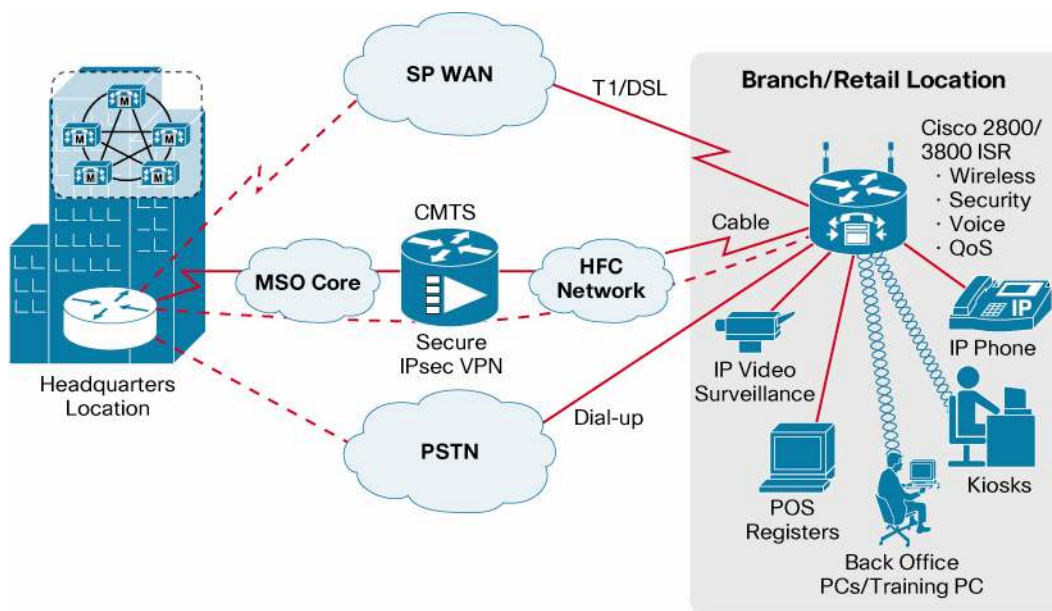 SP WAN
T1/DSL
Branch/Retail Location
Cisco 2800/
3800 ISR
· Wireless
· Security
· Voice
· QoS
M
M
M
M
M
CMTS
Cable
MSO Core
HFC
Network
Secure
IPsec VPN
Headquarters
Location
IP
IP Phone
IP Video
Surveillance
Dial-up
PSTN
POS
Registers
Kiosks
Back Office
PCs/Training PC